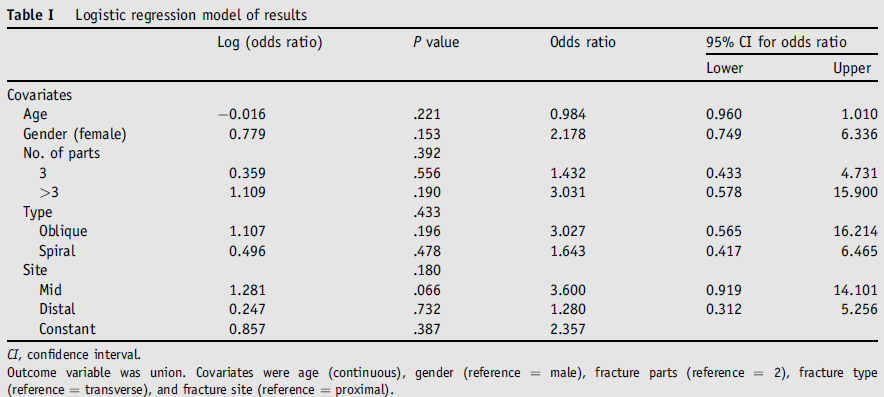 Table I Logistic regression model of results
Log (odds ratio) P value Odds ratio 95% CI for odds ratio
Lower Upper
Covariates
Age −0.016 .221 0.984 0.960 1.010
Gender (female) 0.779 .153 2.178 0.749 6.336
No. of parts .392
3 0.359 .556 1.432 0.433 4.731
>3 1.109 .190 3.031 0.578 15.900
Type .433
Oblique 1.107 .196 3.027 0.565 16.214
Spiral 0.496 .478 1.643 0.417 6.465
Site .180
Mid 1.281 .066 3.600 0.919 14.101
Distal 0.247 .732 1.280 0.312 5.256
Constant 0.857 .387 2.357
CI, confidence interval.
Outcome variable was union. Covariates were age (continuous), gender (reference = male), fracture parts (reference = 2), fracture type
(reference = transverse), and fracture site (reference = proximal).